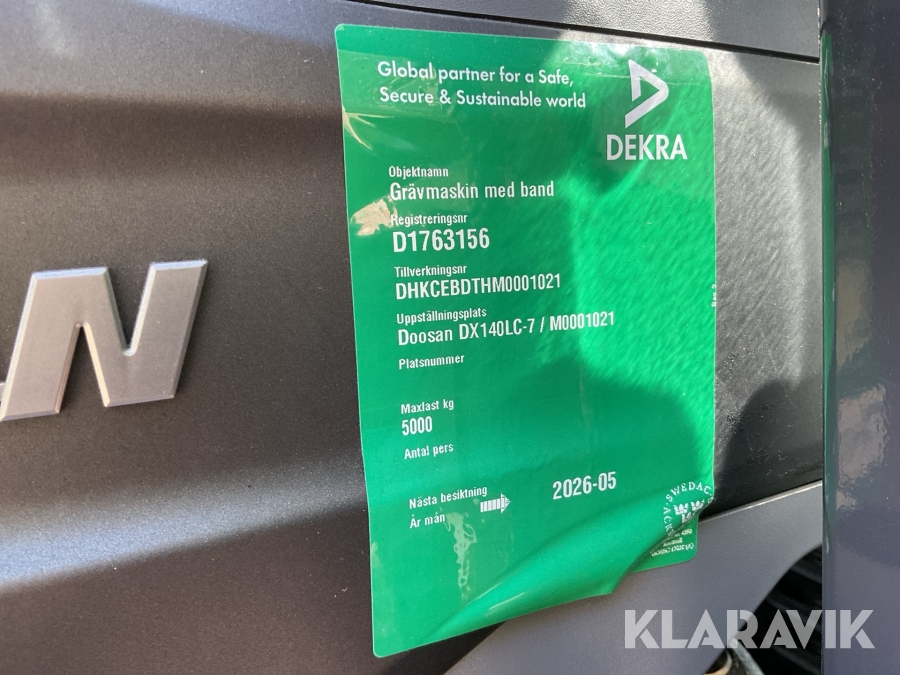 Global partner for a Safe,
Secure & Sustainable world
DEKRA
Objektnamn
Grävmaskin med band
Registreringsnr
D1763156
Tillverkningsnr
DHKCEBDTHM0001021
Uppställningsplats
Doosan DX140LC-7 / M0001021
Platsnummer
Maxlast kg
5000
Antal pers
Nästa besiktning
År mån
2026-05
SWEDAC
N
KLARAVIK